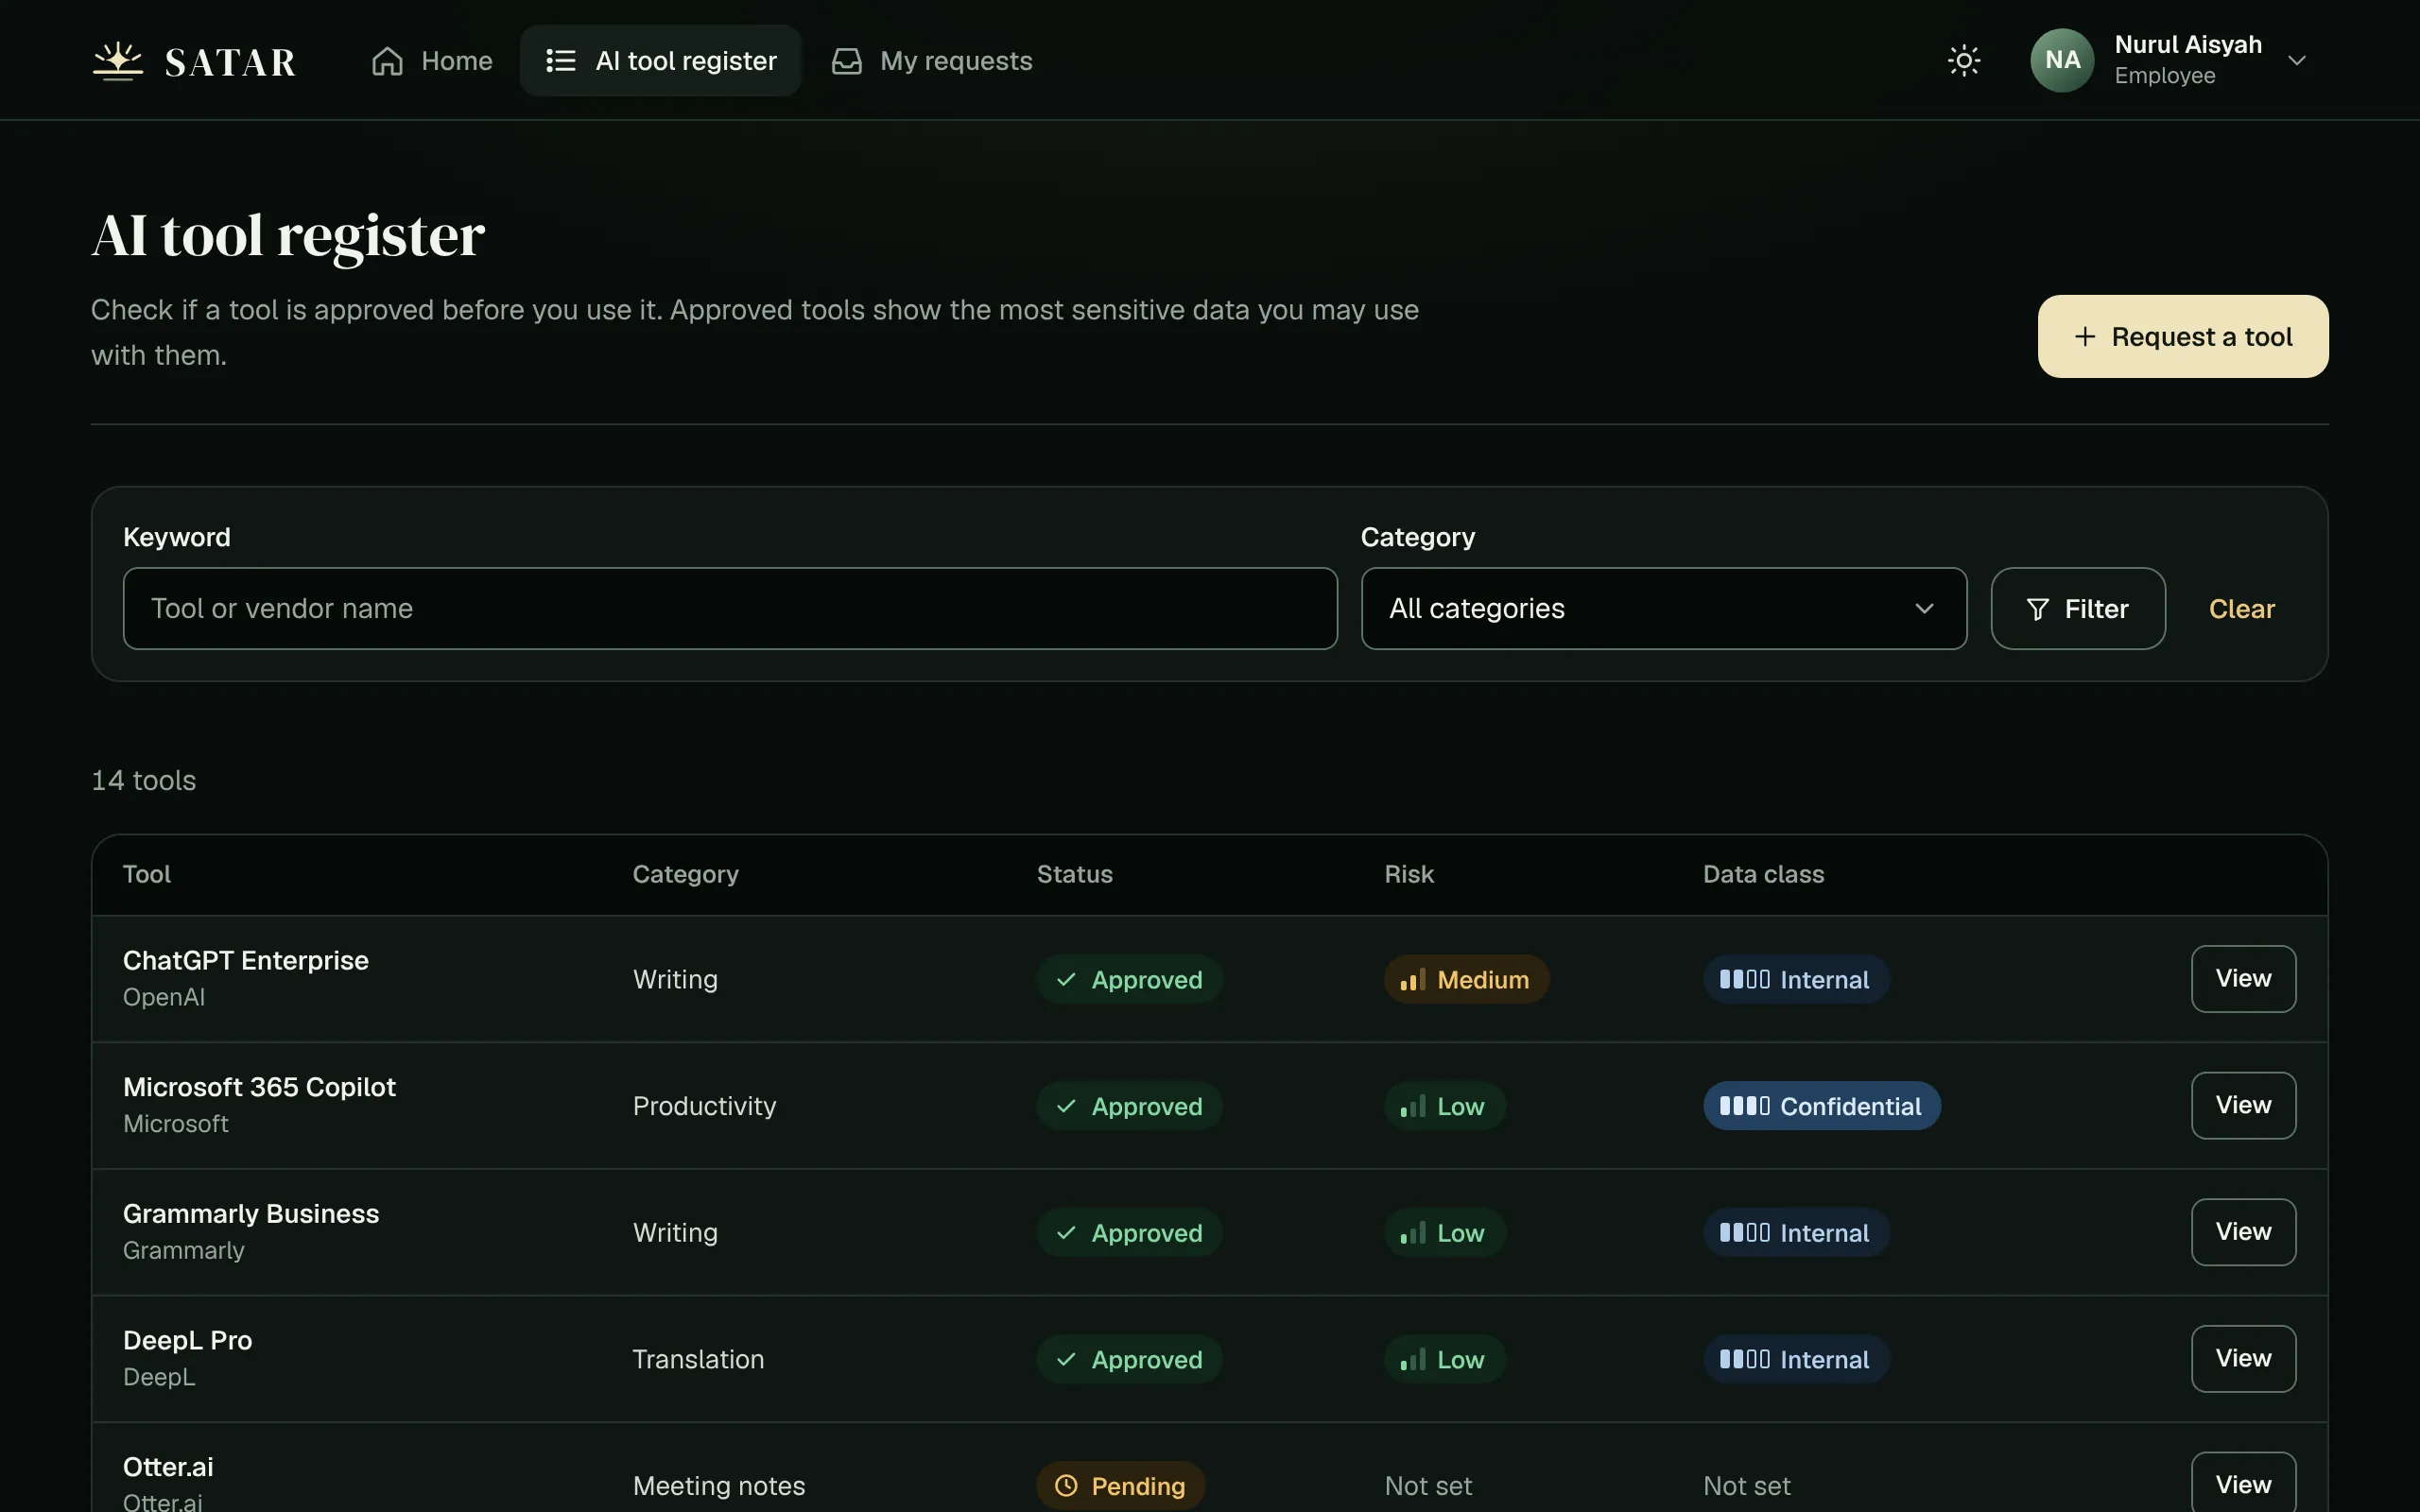 SATAR
Home
AI tool register
My requests
NA
Nurul Aisyah
Employee
AI tool register
Check if a tool is approved before you use it. Approved tools show the most sensitive data you may use
with them.
Request a tool
Keyword
Category
Tool or vendor name
All categories
Filter
Clear
14 tools
Tool Category Status Risk Data class
ChatGPT Enterprise
OpenAI
Writing
Approved
Medium
Internal
View
Microsoft 365 Copilot
Microsoft
Productivity
Approved
Low
Confidential
View
Grammarly Business
Grammarly
Writing
Approved
Low
Internal
View
DeepL Pro
DeepL
Translation
Approved
Low
Internal
View
Otter.ai
Otter.ai
Meeting notes
Pending
Not set
Not set
View